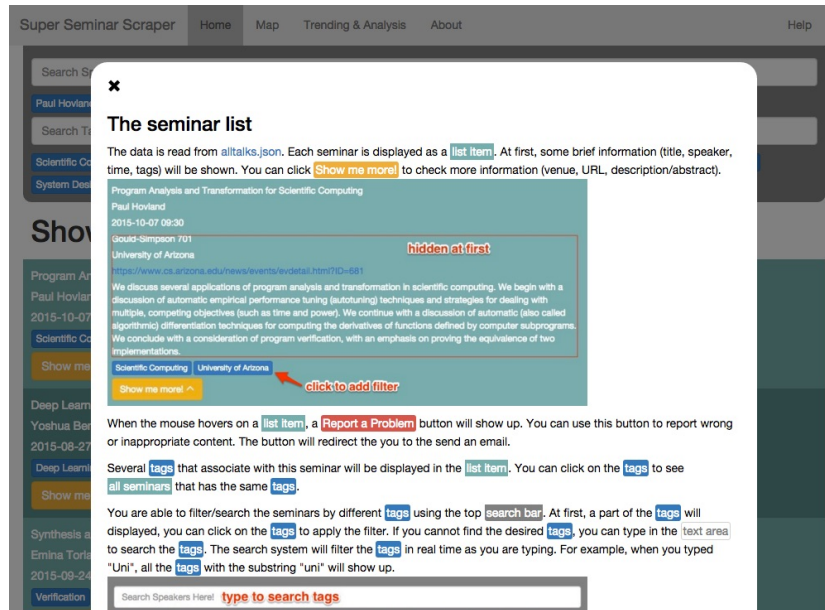 Super Seminar Scraper Home Map Trending & Analysis About Help
Search
Paul Hovland
Search
Scientific
System
✖
The seminar list
The data is read from alltalks.json. Each seminar is displayed as a list item. At first, some brief information (title, speaker,
time, tags) will be shown. You can click Show me more! to check more information (venue, URL, description/abstract).
Program Analysis and Transformation for Scientific Computing
Paul Hovland
2015-10-07 09:30
Gould-Simpson 701
hidden at first
University of Arizona
https://www.cs.arizona.edu/news/events/evdetail.html?ID=681
We discuss several applications of program analysis and transformation in scientific computing. We begin with a
discussion of automatic empirical performance tuning (autotuning) techniques and strategies for dealing with
multiple, competing objectives (such as time and power). We continue with a discussion of automatic (also called
algorithmic) differentiation techniques for computing the derivatives of functions defined by computer subprograms.
We conclude with a consideration of program verification, with an emphasis on proving the equivalence of two
implementations.
Scientific Computing University of Arizona
Show me more!
click to add filter
When the mouse hovers on a list item, a Report a Problem button will show up. You can use this button to report wrong
or inappropriate content. The button will redirect the you to the send an email.
Several tags that associate with this seminar will be displayed in the list item. You can click on the tags to see
all seminars that has the same tags.
You are able to filter/search the seminars by different tags using the top search bar. At first, a part of the tags will
displayed, you can click on the tags to apply the filter. If you cannot find the desired tags, you can type in the text area
to search the tags. The search system will filter the tags in real time as you are typing. For example, when you typed
"Uni", all the tags with the substring "uni" will show up.
Search Speakers Here! type to search tags
Show
Program
Paul
2015-10-07
Scientific
Show me
Deep
Yoshua
2015-08-27
Deep
Show me
Synthesis
Emina
2015-09-24
Verification